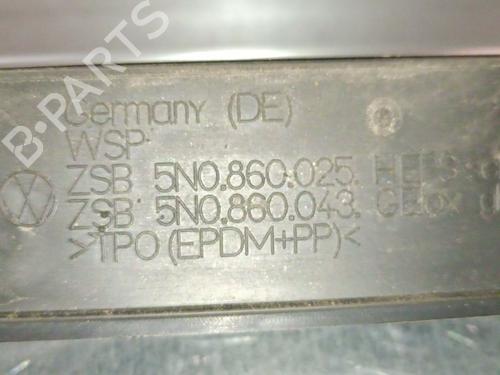 B-PARTS
Germany (DE)
WSP
ZSB 5N0.860.025.
ZSB 5N0.860.043.
>TPO(EPDM+PP)<